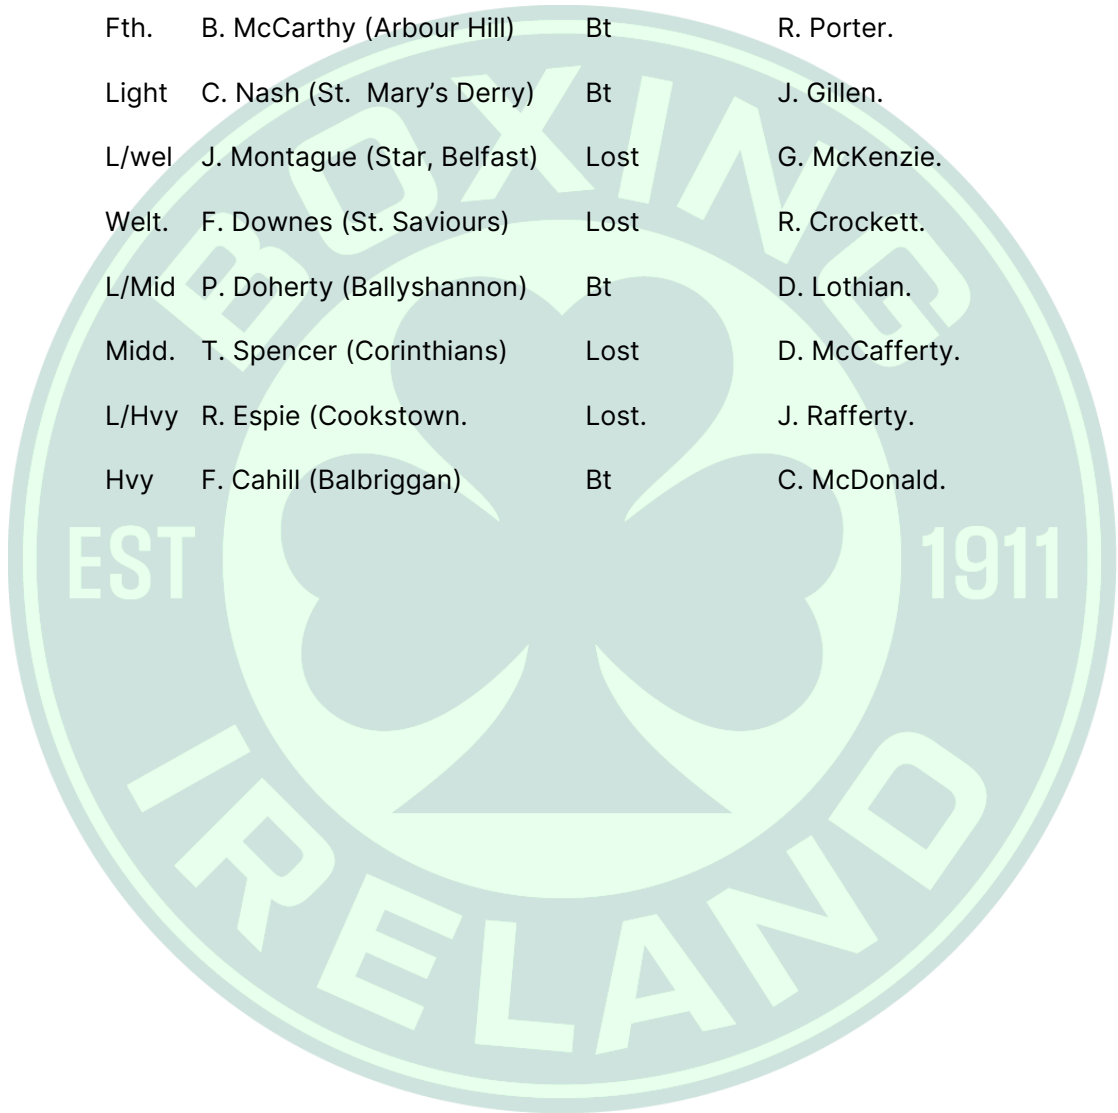 Fth. B. McCarthy (Arbour Hill) Bt R. Porter.
Light C. Nash (St. Mary’s Derry) Bt J. Gillen.
L/wel J. Montague (Star, Belfast) Lost G. McKenzie.
Welt. F. Downes (St. Saviours) Lost R. Crockett.
L/Mid P. Doherty (Ballyshannon) Bt D. Lothian.
Midd. T. Spencer (Corinthians) Lost D. McCafferty.
L/Hvy R. Espie (Cookstown. Lost. J. Rafferty.
Hvy F. Cahill (Balbriggan) Bt C. McDonald.
BOXING
EST 1911
IRELAND